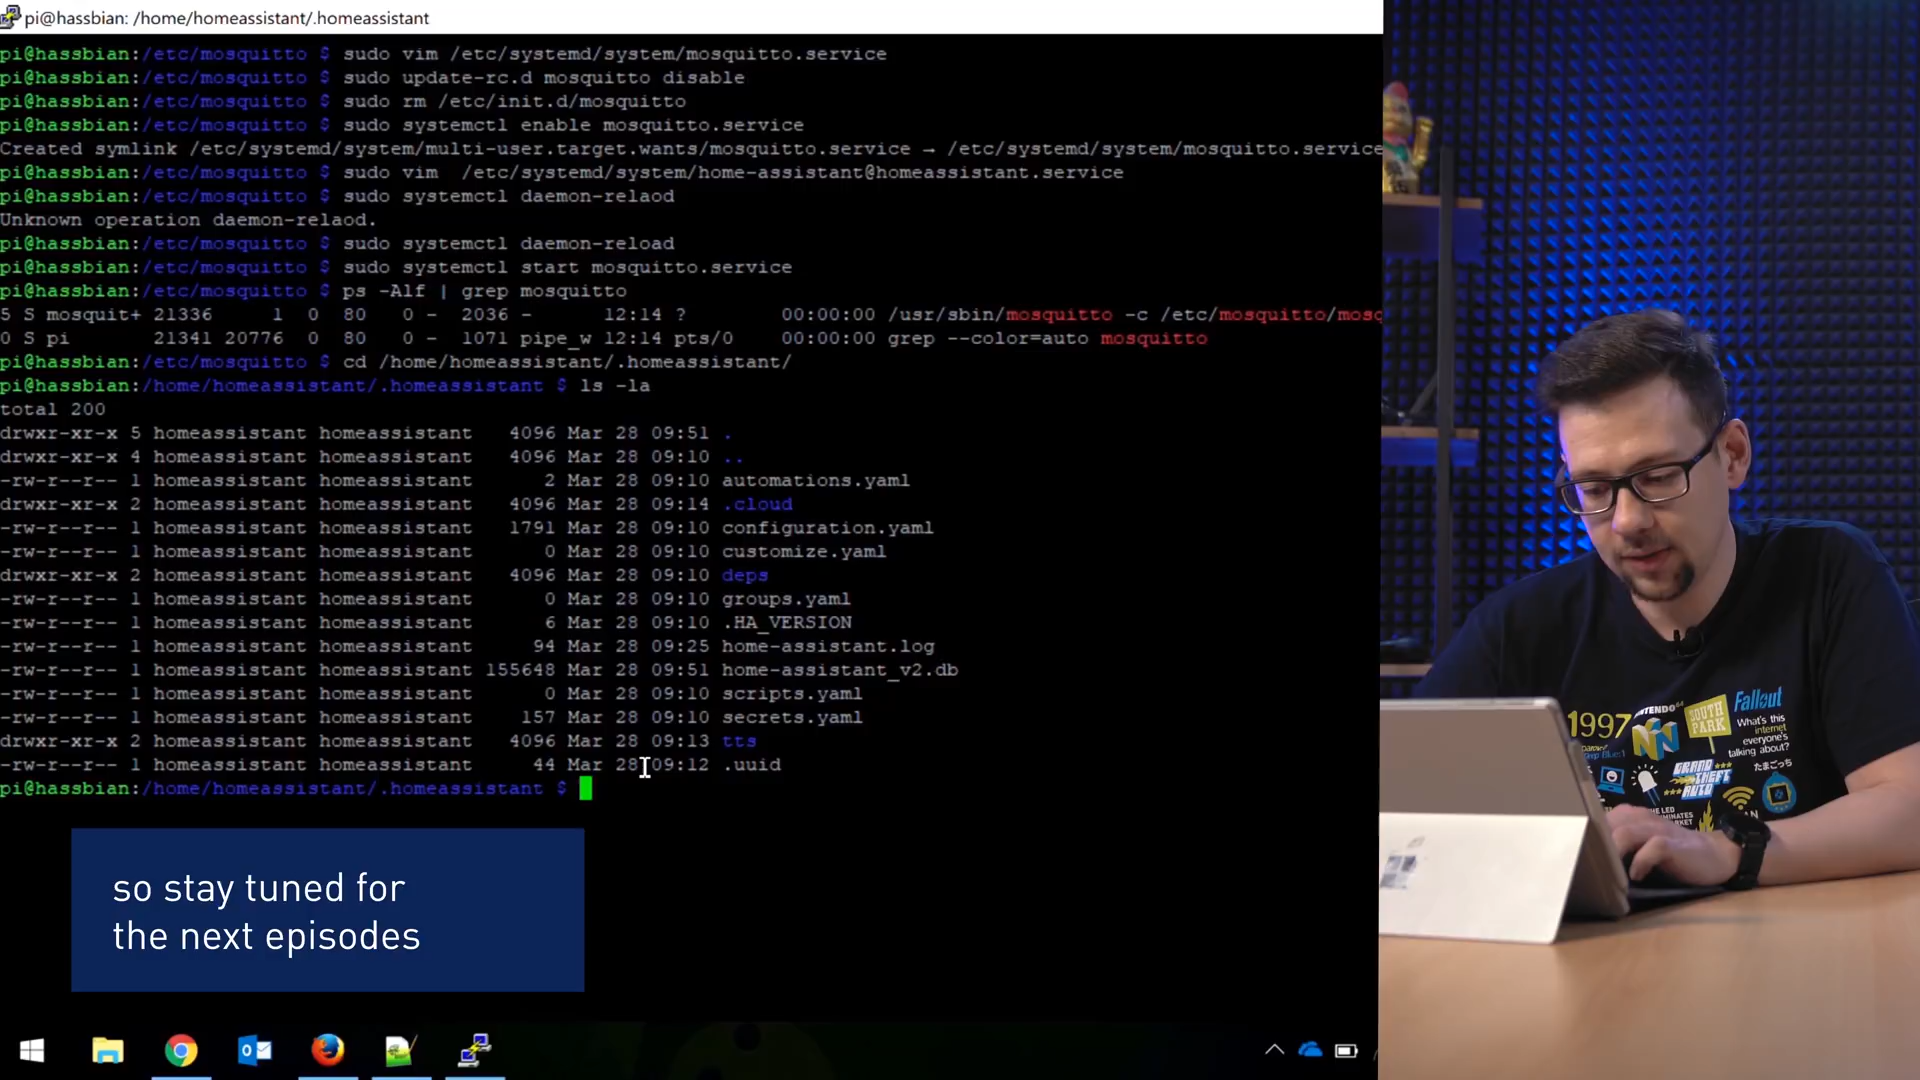 pi@hassbian: /home/homeassistant/.homeassistant
pi@hassbian:/etc/mosquitto $ sudo vim /etc/systemd/system/mosquitto.service
pi@hassbian:/etc/mosquitto $ sudo update-rc.d mosquitto disable
pi@hassbian:/etc/mosquitto $ sudo rm /etc/init.d/mosquitto
pi@hassbian:/etc/mosquitto $ sudo systemctl enable mosquitto.service
Created symlink /etc/systemd/system/multi-user.target.wants/mosquitto.service → /etc/systemd/system/mosquitto.service
pi@hassbian:/etc/mosquitto $ sudo vim  /etc/systemd/system/home-assistant@homeassistant.service
pi@hassbian:/etc/mosquitto $ sudo systemctl daemon-relaod
Unknown operation daemon-relaod.
pi@hassbian:/etc/mosquitto $ sudo systemctl daemon-reload
pi@hassbian:/etc/mosquitto $ sudo systemctl start mosquitto.service
pi@hassbian:/etc/mosquitto $ ps -Alf | grep mosquitto
5 S mosquit+ 21336     1  0  80   0 -  2036 -      12:14 ?        00:00:00 /usr/sbin/mosquitto -c /etc/mosquitto/mosq
0 S pi       21341 20776  0  80   0 -  1071 pipe_w 12:14 pts/0    00:00:00 grep --color=auto mosquitto
pi@hassbian:/etc/mosquitto $ cd /home/homeassistant/.homeassistant/
pi@hassbian:/home/homeassistant/.homeassistant $ ls -la
total 200
drwxr-xr-x 5 homeassistant homeassistant   4096 Mar 28 09:51 .
drwxr-xr-x 4 homeassistant homeassistant   4096 Mar 28 09:10 ..
-rw-r--r-- 1 homeassistant homeassistant      2 Mar 28 09:10 automations.yaml
drwxr-xr-x 2 homeassistant homeassistant   4096 Mar 28 09:14 .cloud
-rw-r--r-- 1 homeassistant homeassistant   1791 Mar 28 09:10 configuration.yaml
-rw-r--r-- 1 homeassistant homeassistant      0 Mar 28 09:10 customize.yaml
drwxr-xr-x 2 homeassistant homeassistant   4096 Mar 28 09:10 deps
-rw-r--r-- 1 homeassistant homeassistant      0 Mar 28 09:10 groups.yaml
-rw-r--r-- 1 homeassistant homeassistant      6 Mar 28 09:10 .HA_VERSION
-rw-r--r-- 1 homeassistant homeassistant     94 Mar 28 09:25 home-assistant.log
-rw-r--r-- 1 homeassistant homeassistant 155648 Mar 28 09:51 home-assistant_v2.db
-rw-r--r-- 1 homeassistant homeassistant      0 Mar 28 09:10 scripts.yaml
-rw-r--r-- 1 homeassistant homeassistant    157 Mar 28 09:10 secrets.yaml
drwxr-xr-x 2 homeassistant homeassistant   4096 Mar 28 09:13 tts
-rw-r--r-- 1 homeassistant homeassistant     44 Mar 28 09:12 .uuid
pi@hassbian:/home/homeassistant/.homeassistant $
so stay tuned for
the next episodes
1997
NINTENDO64
SOUTH
PARK
Fallout
What's this
internet
everyone's
talking about?
GRAND
THEFT
AUTO
たまごっち